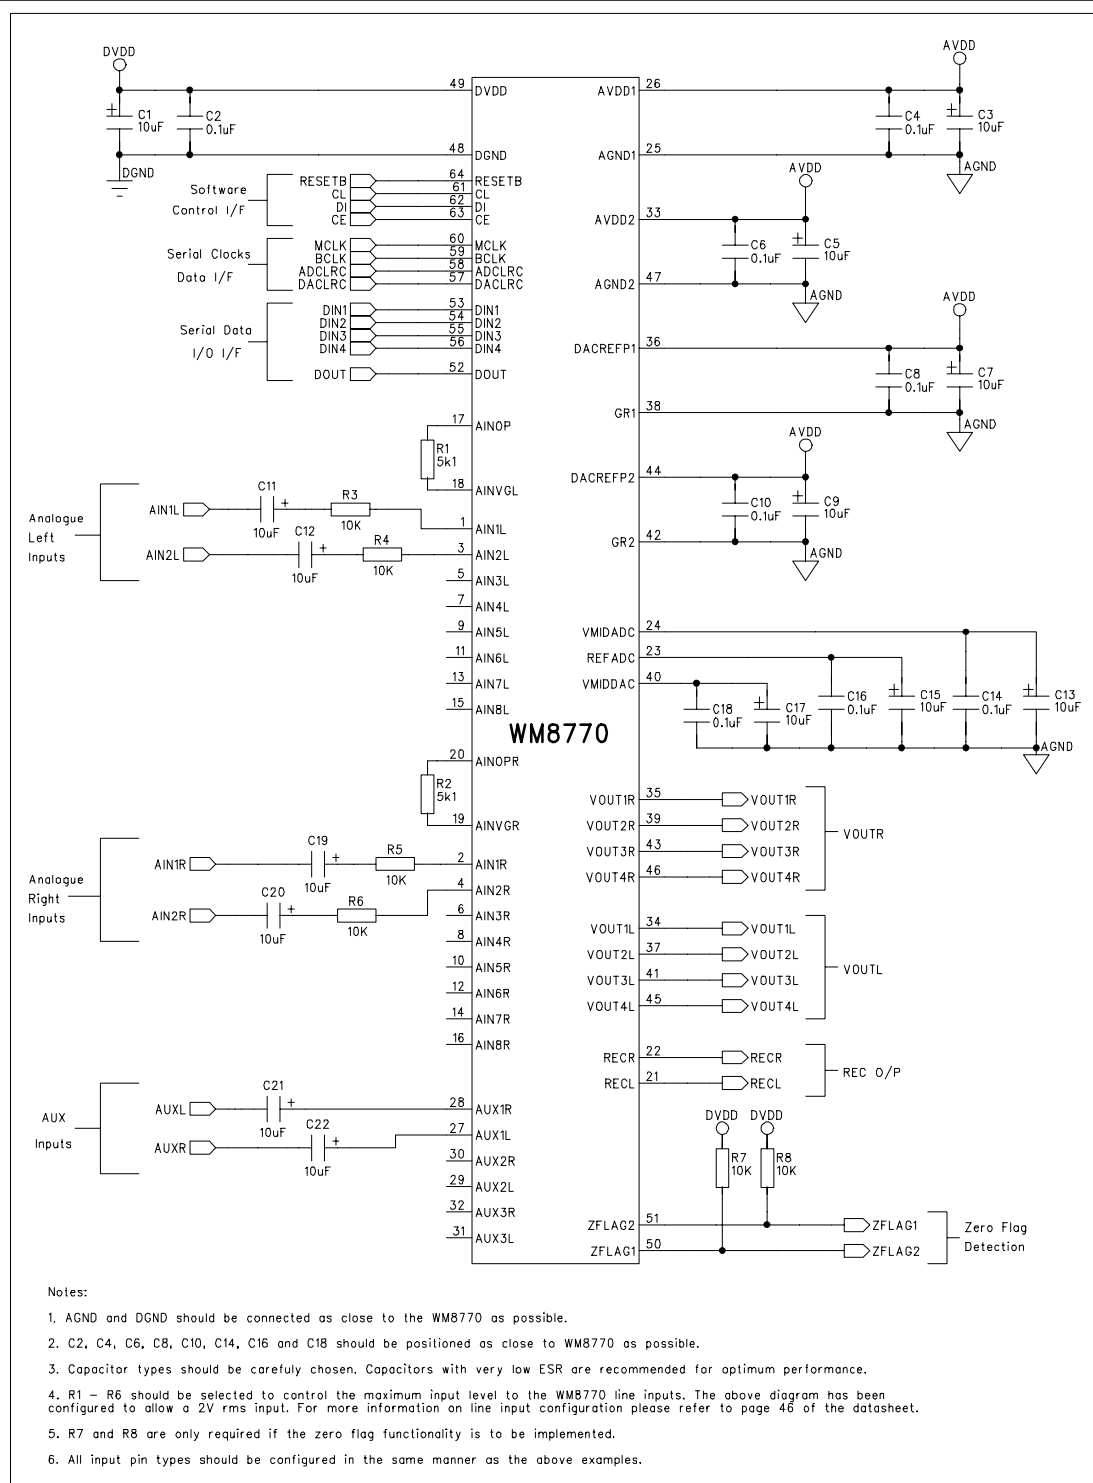 DVDD
AVDD
49 DVDD
AVDD1 26
C1 10uF
C2 0.1uF
C4 0.1uF
C3 10uF
48 DGND
AGND1 25
DGND
AGND
Software
Control I/F
RESETB 64 RESETB
CL 61 CL
DI 62 DI
CE 63 CE
AVDD
AVDD2 33
C6 0.1uF
C5 10uF
AGND2 47
AGND
Serial Clocks
Data I/F
MCLK 60 MCLK
BCLK 59 BCLK
ADCLRC 58 ADCLRC
DACLRC 57 DACLRC
Serial Data
I/O I/F
DIN1 53 DIN1
DIN2 54 DIN2
DIN3 55 DIN3
DIN4 56 DIN4
DOUT 52 DOUT
AVDD
DACREFP1 36
C8 0.1uF
C7 10uF
GR1 38
AGND
17 AINOP
R1 5k1
18 AINVGL
AVDD
DACREFP2 44
C10 0.1uF
C9 10uF
GR2 42
AGND
Analogue
Left
Inputs
AIN1L
C11 10uF
R3 10K
1 AIN1L
AIN2L
C12 10uF
R4 10K
3 AIN2L
5 AIN3L
7 AIN4L
9 AIN5L
11 AIN6L
13 AIN7L
15 AIN8L
VMIDADC 24
REFADC 23
VMIDDAC 40
C18 0.1uF
C17 10uF
C16 0.1uF
C15 10uF
C14 0.1uF
C13 10uF
AGND
WM8770
20 AINOPR
R2 5k1
19 AINVGR
Analogue
Right
Inputs
AIN1R
C19 10uF
R5 10K
2 AIN1R
AIN2R
C20 10uF
R6 10K
4 AIN2R
6 AIN3R
8 AIN4R
10 AIN5R
12 AIN6R
14 AIN7R
16 AIN8R
VOUT1R 35 VOUT1R
VOUT2R 39 VOUT2R
VOUT3R 43 VOUT3R
VOUT4R 46 VOUT4R
VOUTR
VOUT1L 34 VOUT1L
VOUT2L 37 VOUT2L
VOUT3L 41 VOUT3L
VOUT4L 45 VOUT4L
VOUTL
RECR 22 RECR
RECL 21 RECL
REC O/P
AUX
Inputs
AUXL
C21 10uF
28 AUX1R
AUXR
C22 10uF
27 AUX1L
30 AUX2R
29 AUX2L
32 AUX3R
31 AUX3L
DVDD DVDD
R7 10K
R8 10K
ZFLAG2 51 ZFLAG1
ZFLAG1 50 ZFLAG2
Zero Flag
Detection
Notes:
1. AGND and DGND should be connected as close to the WM8770 as possible.
2. C2, C4, C6, C8, C10, C14, C16 and C18 should be positioned as close to WM8770 as possible.
3. Capacitor types should be carefuly chosen. Capacitors with very low ESR are recommended for optimum performance.
4. R1 – R6 should be selected to control the maximum input level to the WM8770 line inputs. The above diagram has been
configured to allow a 2V rms input. For more information on line input configuration please refer to page 46 of the datasheet.
5. R7 and R8 are only required if the zero flag functionality is to be implemented.
6. All input pin types should be configured in the same manner as the above examples.